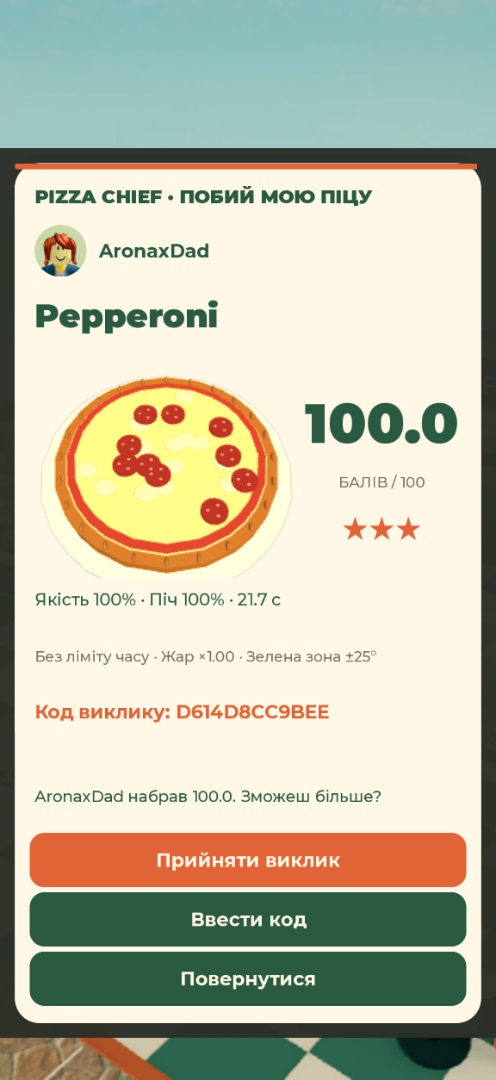 PIZZA CHIEF · ПОБИЙ МОЮ ПІЦУ
AronaxDad
Pepperoni
100.0
БАЛІВ / 100
★★★
Якість 100% · Піч 100% · 21.7 с
Без ліміту часу · Жар ×1.00 · Зелена зона ±25°
Код виклику: D614D8CC9BEE
AronaxDad набрав 100.0. Зможеш більше?
Прийняти виклик
Ввести код
Повернутися